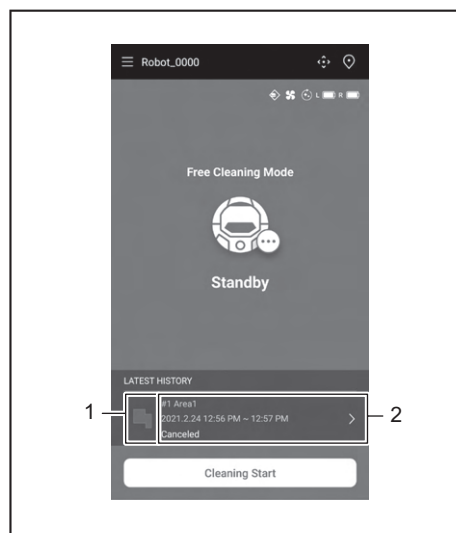 Robot_0000
L R
Free Cleaning Mode
Standby
LATEST HISTORY
#1 Area1
2021.2.24 12:56 PM ~ 12:57 PM
Canceled
1
2
Cleaning Start